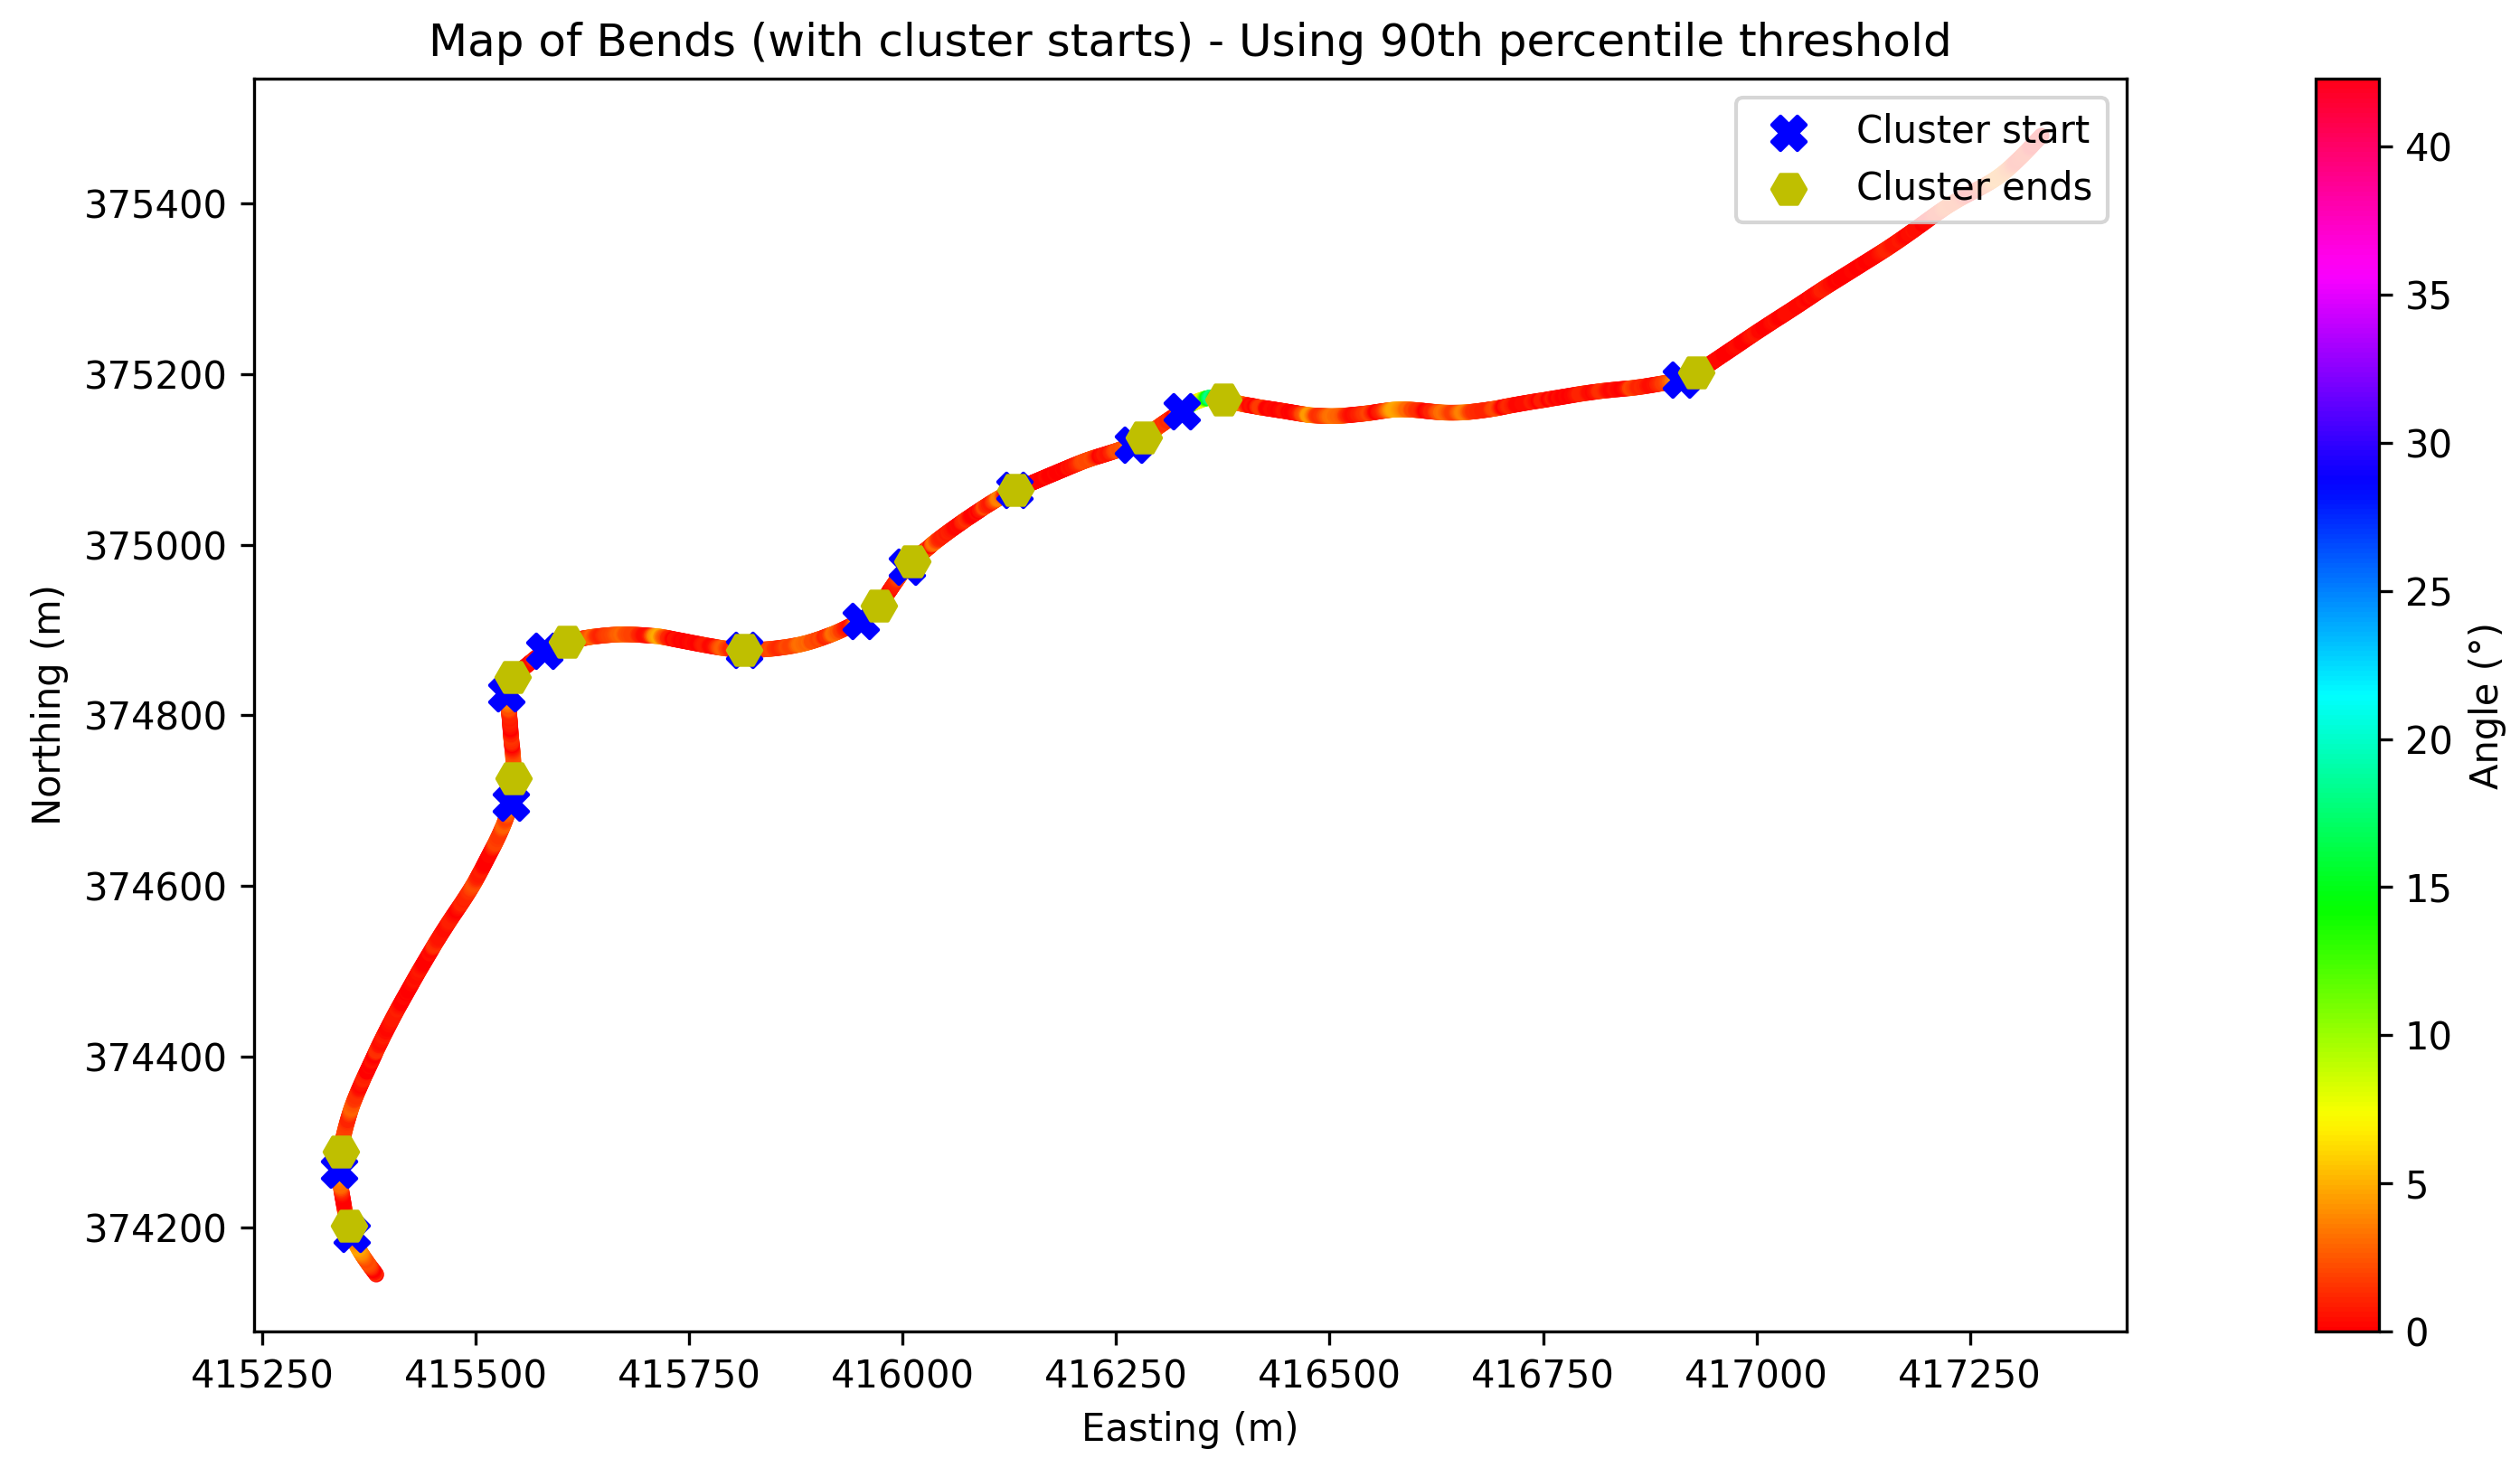 Map of Bends (with cluster starts) - Using 90th percentile threshold
Cluster start
Cluster ends
375400
375200
375000
374800
374600
374400
374200
Northing (m)
415250 415500 415750 416000 416250 416500 416750 417000 417250
Easting (m)
40
35
30
25
20
15
10
5
0
Angle (°)